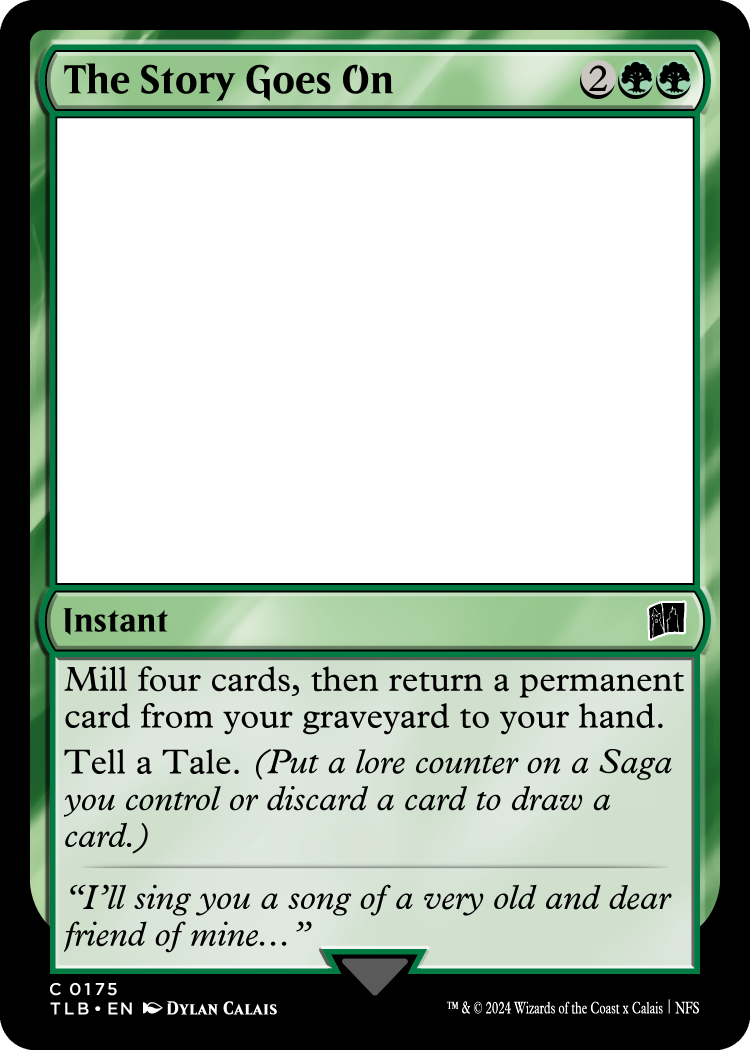 The Story Goes On 2
Instant
Mill four cards, then return a permanent
card from your graveyard to your hand.
Tell a Tale. (Put a lore counter on a Saga
you control or discard a card to draw a
card.)
“I’ll sing you a song of a very old and dear
friend of mine…”
C 0175
TLB • EN DYLAN CALAIS
™ & © 2024 Wizards of the Coast x Calais | NFS